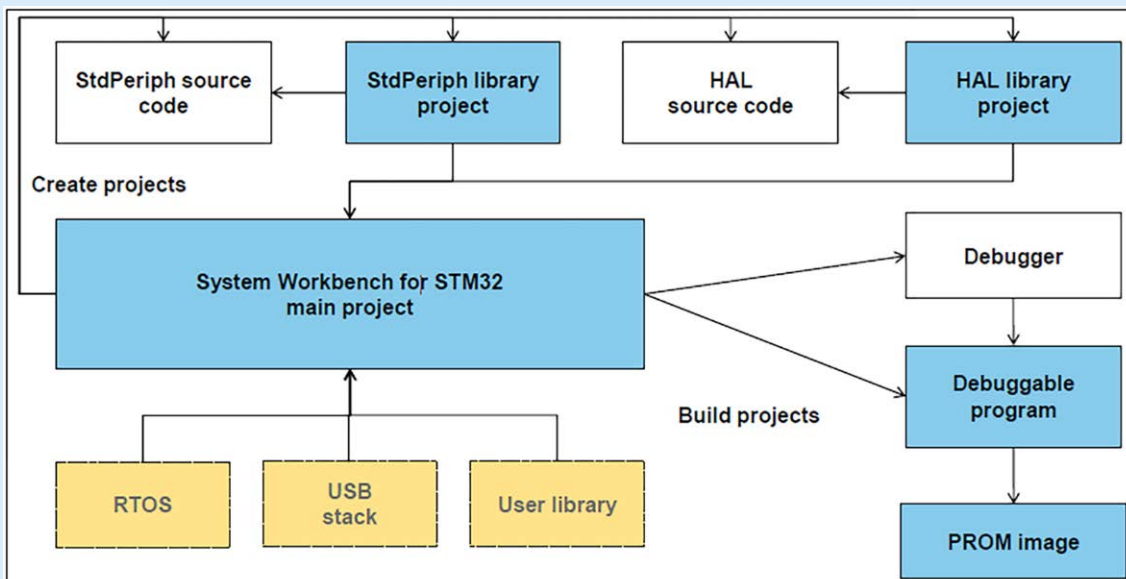 StdPeriph source
code
StdPeriph library
project
HAL
source code
HAL library
project
Create projects
System Workbench for STM32
main project
Debugger
Debuggable
program
Build projects
RTOS
USB
stack
User library
PROM image